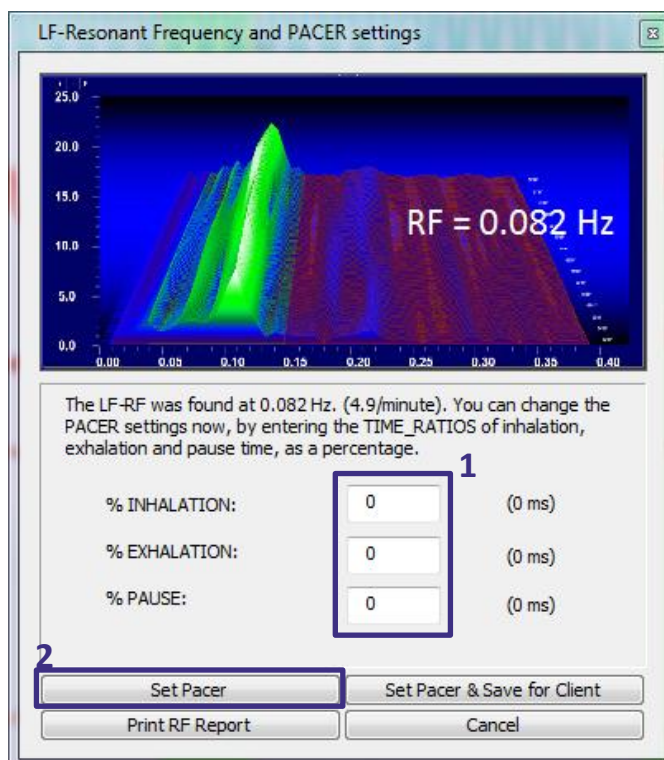 LF-Resonant Frequency and PACER settings
25.0
20.0
15.0
10.0
5.0
0.0
RF = 0.082 Hz
0.00 0.05 0.10 0.15 0.20 0.25 0.30 0.35 0.40
The LF-RF was found at 0.082 Hz. (4.9/minute). You can change the
PACER settings now, by entering the TIME_RATIOS of inhalation,
exhalation and pause time, as a percentage.
1
% INHALATION: 0 (0 ms)
% EXHALATION: 0 (0 ms)
% PAUSE: 0 (0 ms)
2
Set Pacer Set Pacer & Save for Client
Print RF Report Cancel